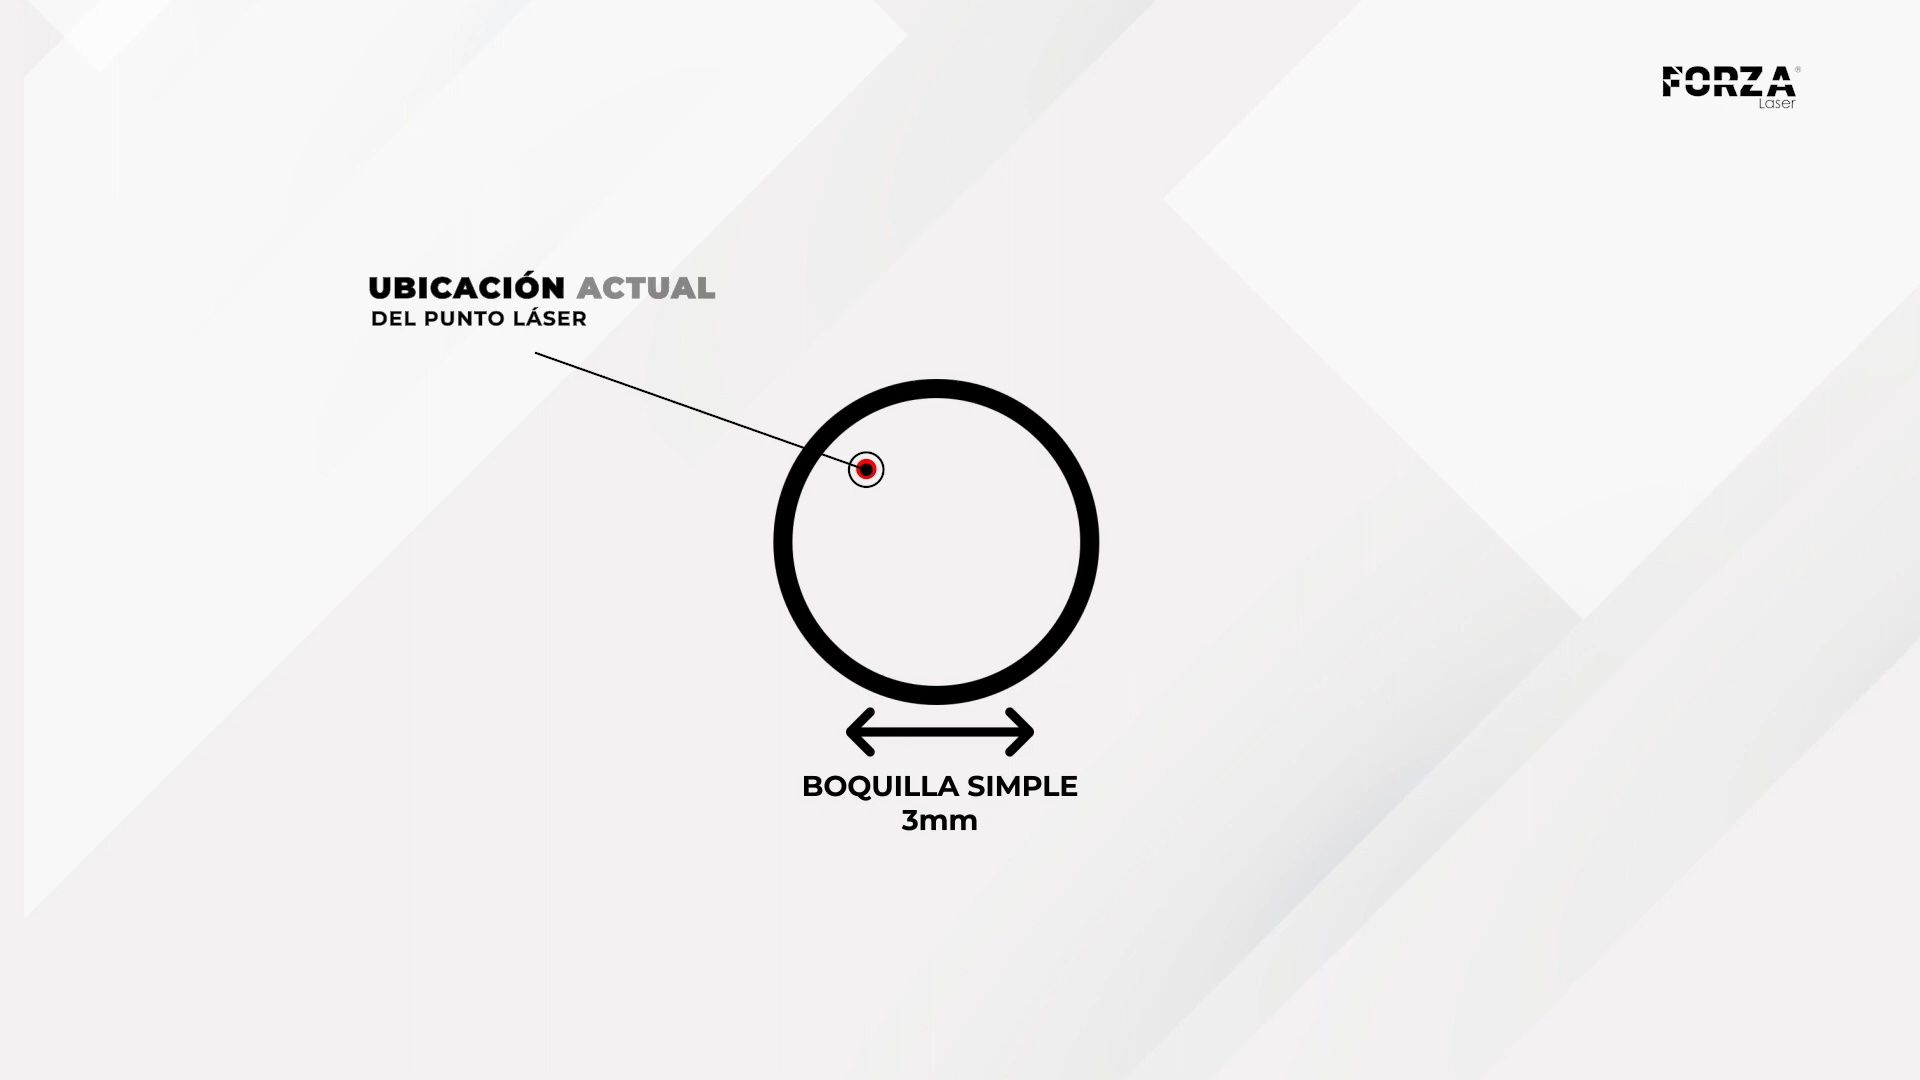 FORZA®
Laser
UBICACIÓN ACTUAL
DEL PUNTO LÁSER
BOQUILLA SIMPLE
3mm